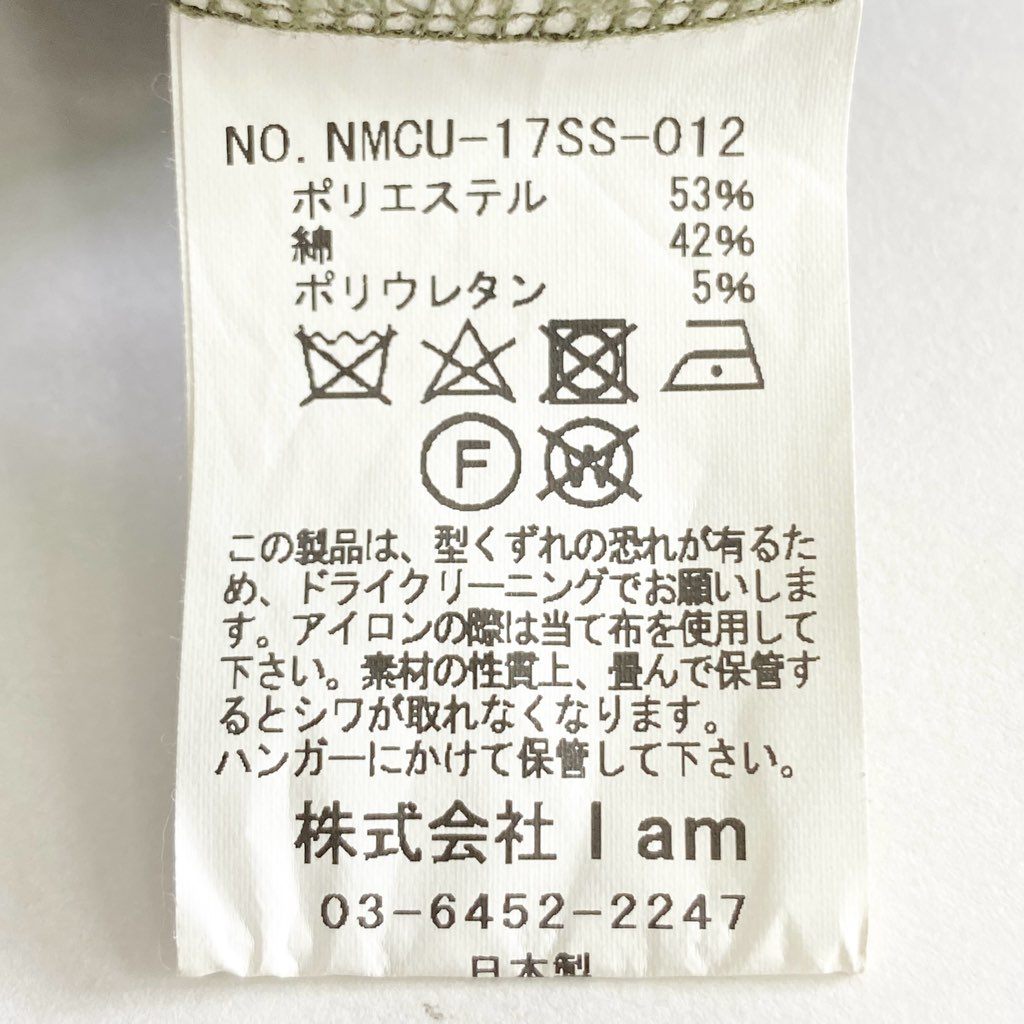 NO. NMCU-17SS-012
ポリエステル 53%
綿 42%
ポリウレタン 5%
F W
この製品は、型くずれの恐れが有るた
め、ドライクリーニングでお願いしま
す。アイロンの際は当て布を使用して
下さい。素材の性質上、畳んで保管す
るとシワが取れなくなります。
ハンガーにかけて保管して下さい。
株式会社 I am
03-6452-2247
日本製